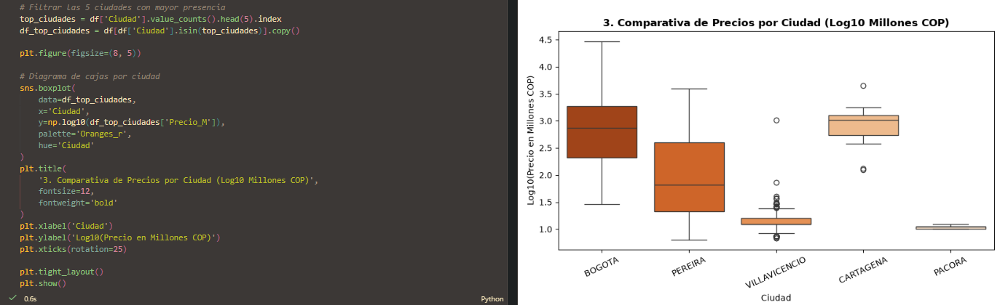 # Filtrar las 5 ciudades con mayor presencia
top_ciudades = df['Ciudad'].value_counts().head(5).index
df_top_ciudades = df[df['Ciudad'].isin(top_ciudades)].copy()
plt.figure(figsize=(8, 5))
# Diagrama de cajas por ciudad
sns.boxplot(
data=df_top_ciudades,
x='Ciudad',
y=np.log10(df_top_ciudades['Precio_M']),
palette='Oranges_r',
hue='Ciudad'
)
plt.title(
'3. Comparativa de Precios por Ciudad (Log10 Millones COP)',
fontsize=12,
fontweight='bold'
)
plt.xlabel('Ciudad')
plt.ylabel('Log10(Precio en Millones COP)')
plt.xticks(rotation=25)
plt.tight_layout()
plt.show()
0.6s
Python
3. Comparativa de Precios por Ciudad (Log10 Millones COP)
Log10(Precio en Millones COP)
4.5
4.0
3.5
3.0
2.5
2.0
1.5
1.0
BOGOTA
PEREIRA
VILLAVICENCIO
CARTAGENA
PACORA
Ciudad